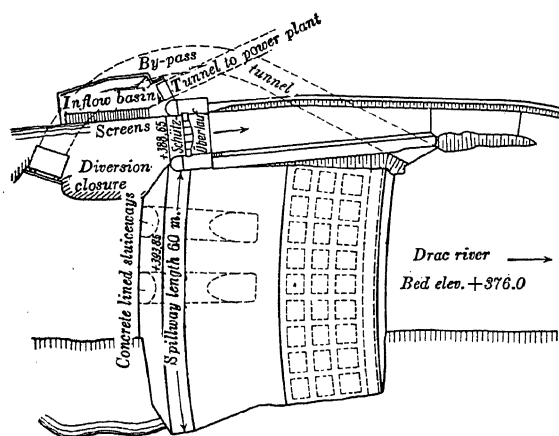 By-pass
Tunnel to power plant
tunnel
Inflow basin
Screens
+388.65
Schütz
Überlauf
Diversion
closure
Concrete lined sluiceways
+393.65
Spillway length 60 m.
Drac river
Bed elev. +376.0